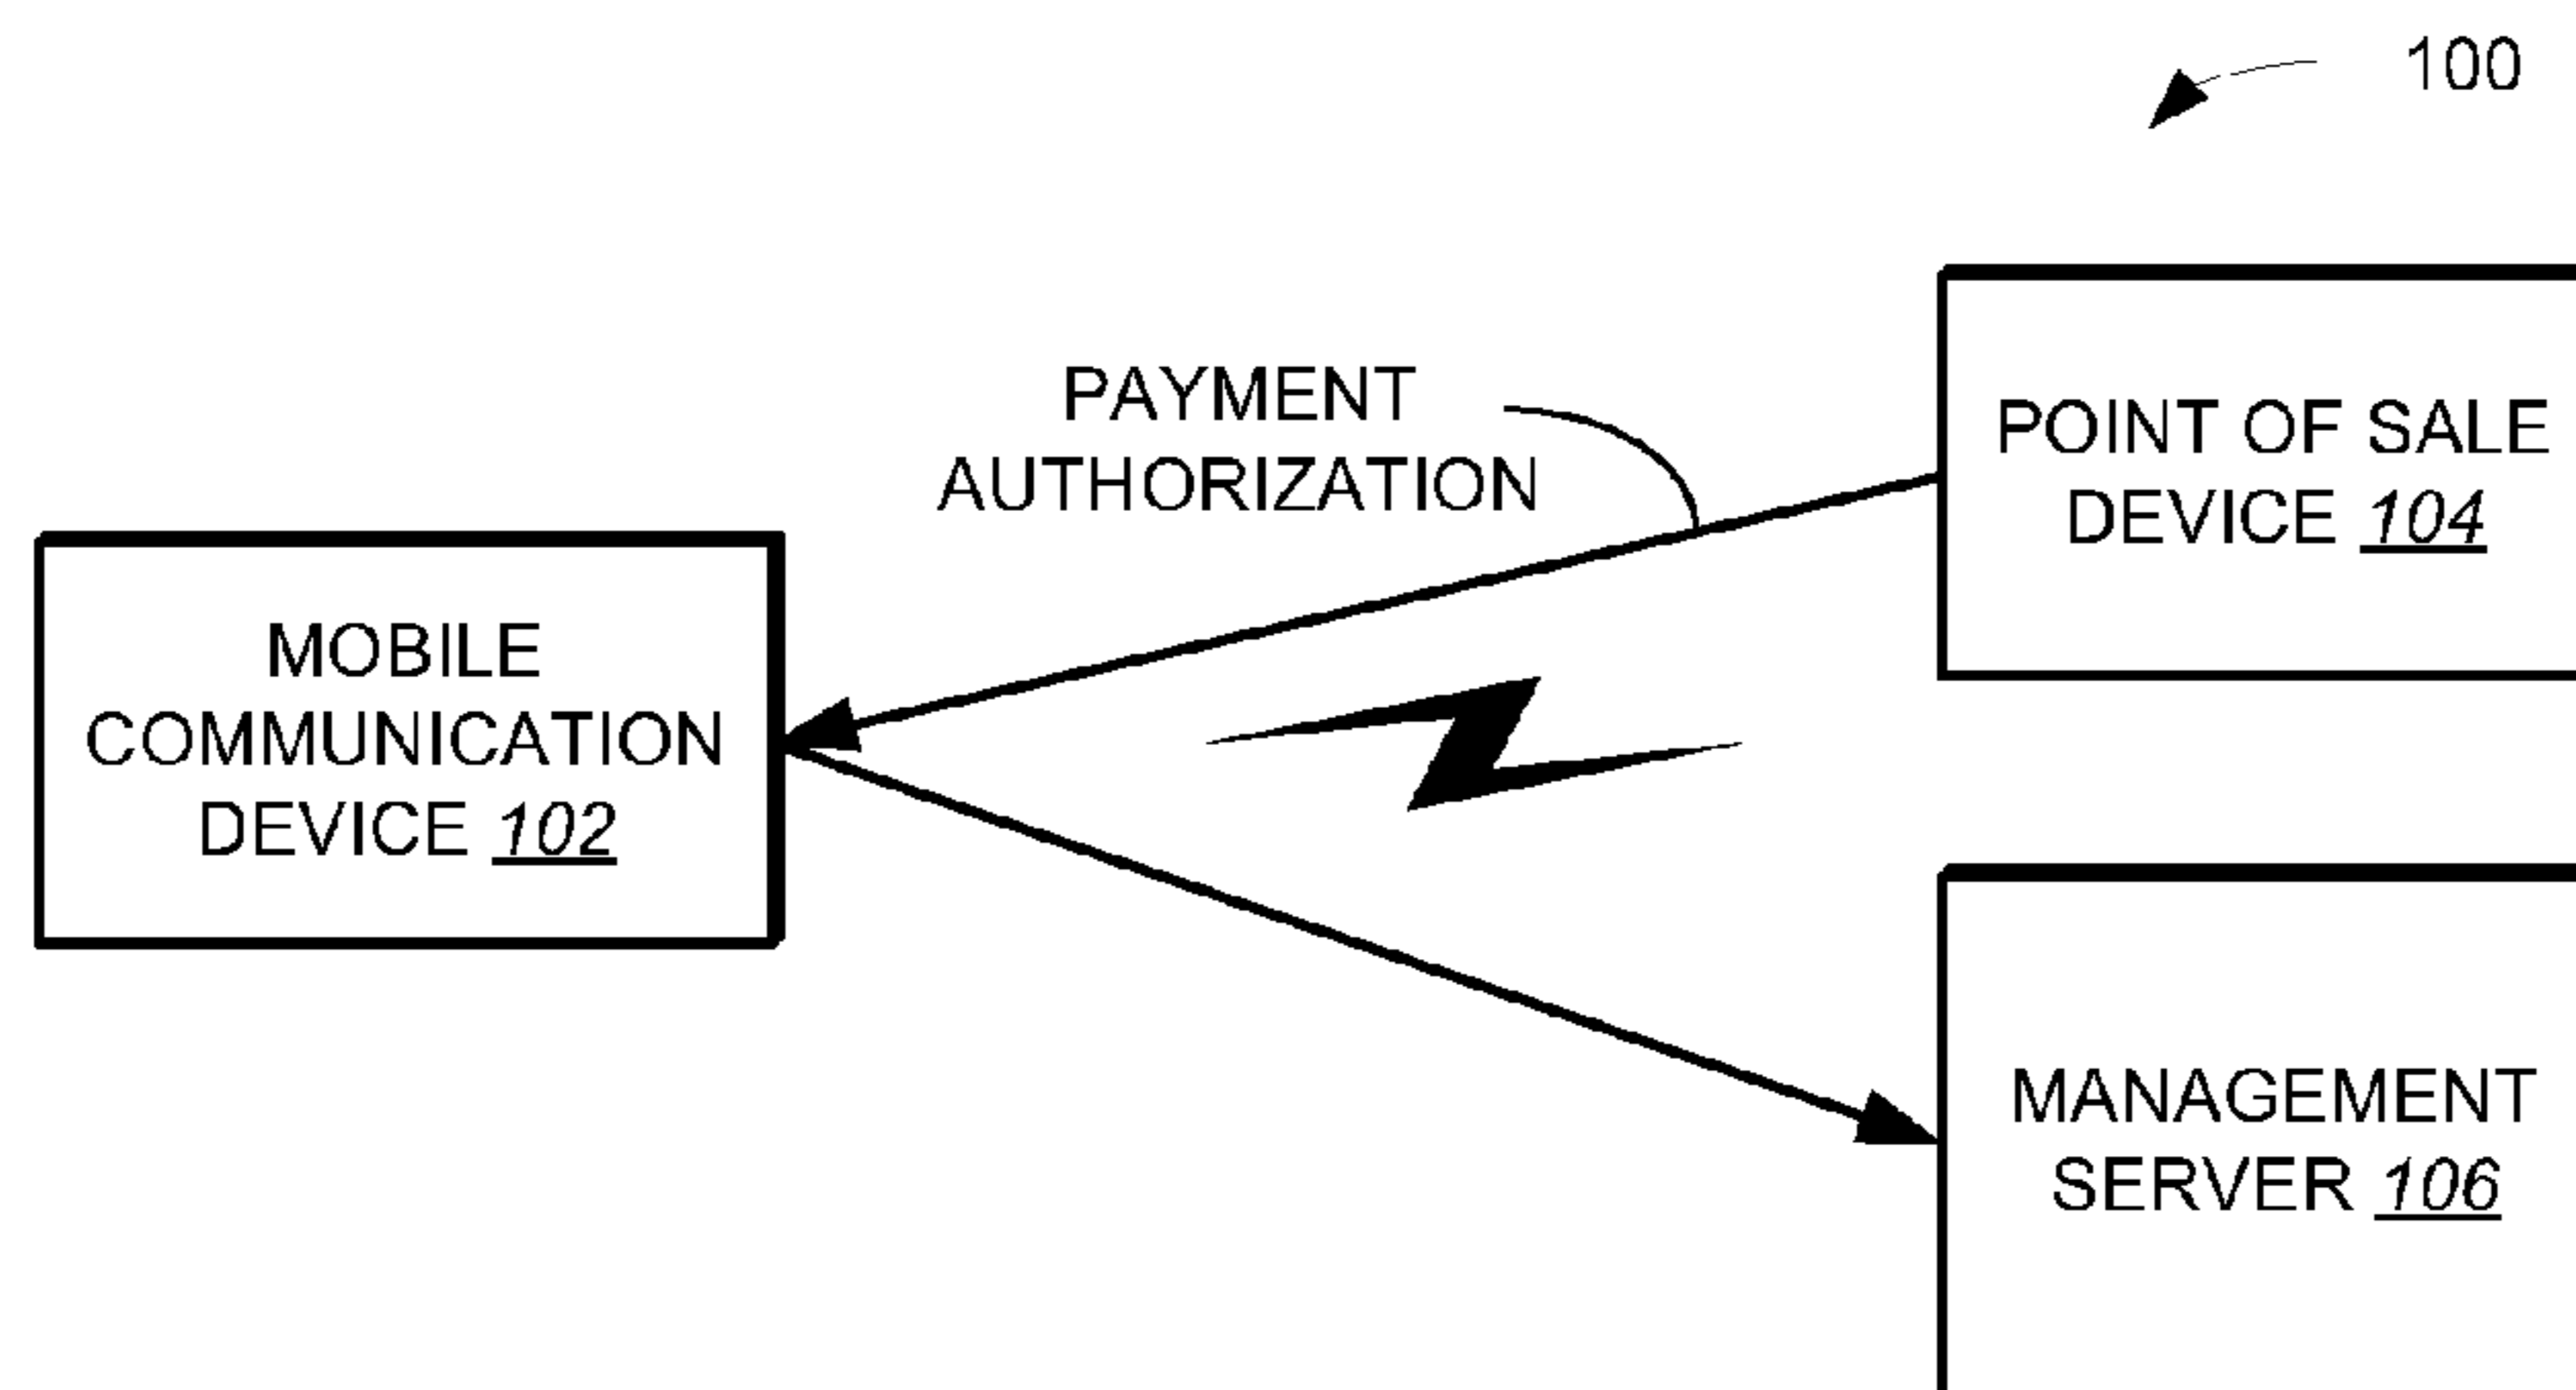 100
PAYMENT
AUTHORIZATION
POINT OF SALE
DEVICE 104
MOBILE
COMMUNICATION
DEVICE 102
MANAGEMENT
SERVER 106